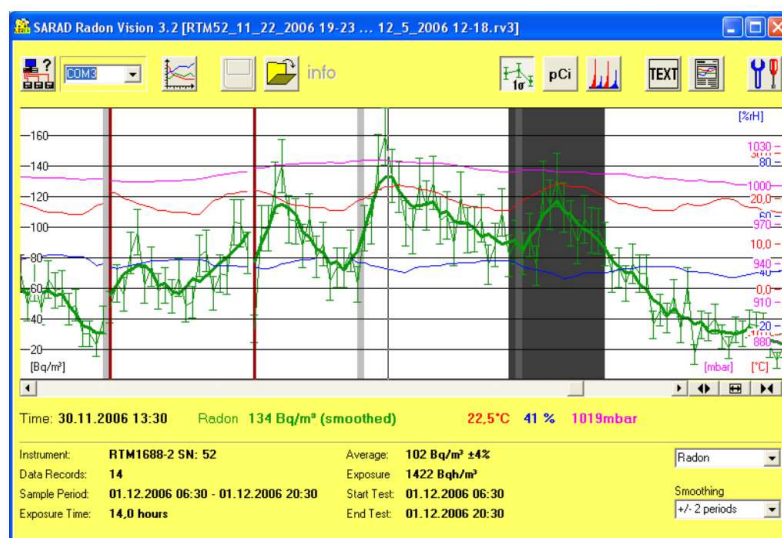 SARAD Radon Vision 3.2 [RTM52_11_22_2006 19-23 ... 12_5_2006 12-18.rv3]
COM3
info
1σ
pCi
TEXT
[%rH]
160
140
120
100
80
60
40
20
[Bq/m³]
1030
80
1000
20,0
60
970
10,0
940
40
0,0
910
20
880
[mbar] [°C]
Time: 30.11.2006 13:30 Radon 134 Bq/m³ (smoothed) 22,5°C 41 % 1019mbar
Instrument: RTM1688-2 SN: 52 Average: 102 Bq/m³ ±4% Radon
Data Records: 14 Exposure 1422 Bqh/m³
Sample Period: 01.12.2006 06:30 - 01.12.2006 20:30 Start Test: 01.12.2006 06:30 Smoothing
Exposure Time: 14,0 hours End Test: 01.12.2006 20:30 +/- 2 periods